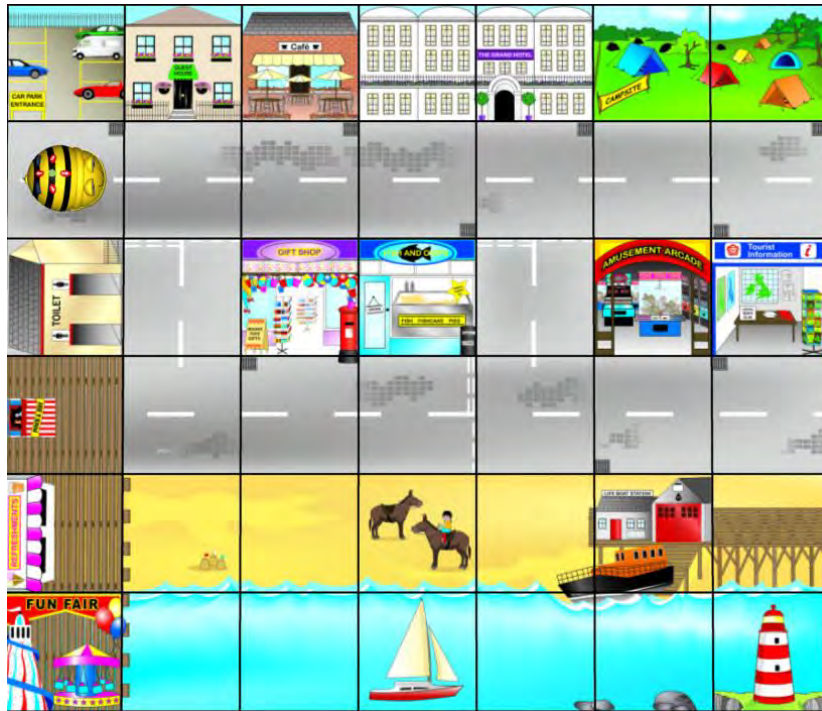 CAR PARK
ENTRANCE
GUEST
HOUSE
Café
THE GRAND HOTEL
CAMPSITE
TOILET
GIFT SHOP
FISH AND CHIPS
FISH FISHCAKE PIES
AMUSEMENT ARCADE
Tourist
Information
i
REFRESHMENTS
LIFE BOAT STATION
FUN FAIR